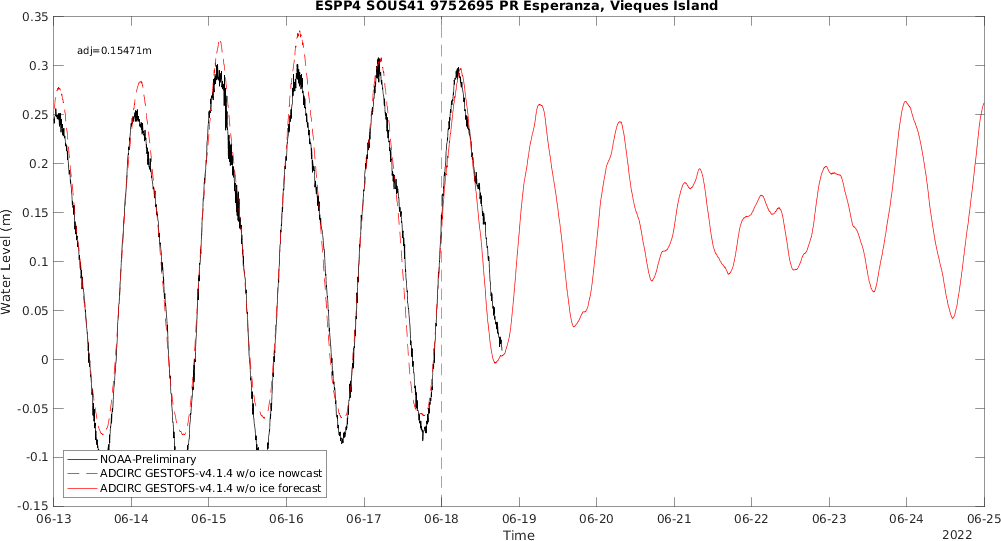 ESPP4 SOUS41 9752695 PR Esperanza, Vieques Island
0.35
0.3
0.25
0.2
0.15
0.1
0.05
0
-0.05
-0.1
-0.15
Water Level (m)
adj=0.15471m
NOAA-Preliminary
ADCIRC GESTOFS-v4.1.4 w/o ice nowcast
ADCIRC GESTOFS-v4.1.4 w/o ice forecast
06-13 06-14 06-15 06-16 06-17 06-18 06-19 06-20 06-21 06-22 06-23 06-24 06-25
Time
2022